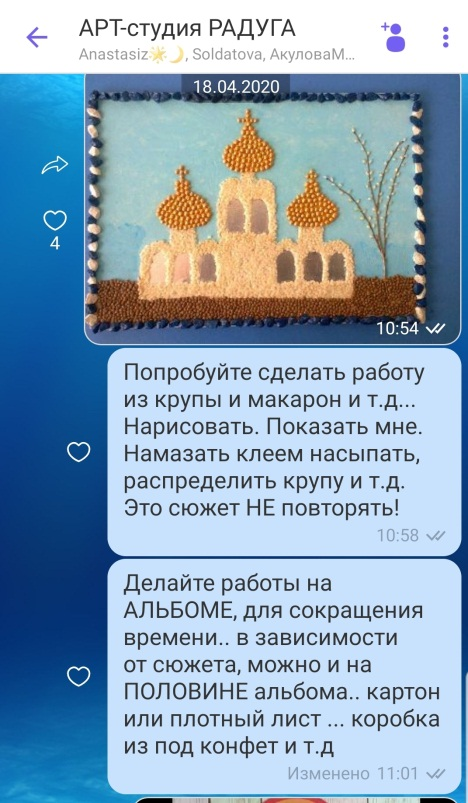 АРТ-студия РАДУГА
Anastasiz🌟🌙, Soldatova, АкуловаМ...
18.04.2020
4
10:54
Попробуйте сделать работу
из крупы и макарон и т.д...
Нарисовать. Показать мне.
Намазать клеем насыпать,
распределить крупу и т.д.
Это сюжет НЕ повторять!
10:58
Делайте работы на
АЛЬБОМЕ, для сокращения
времени.. в зависимости
от сюжета, можно и на
ПОЛОВИНЕ альбома.. картон
или плотный лист ... коробка
из под конфет и т.д
Изменено 11:01